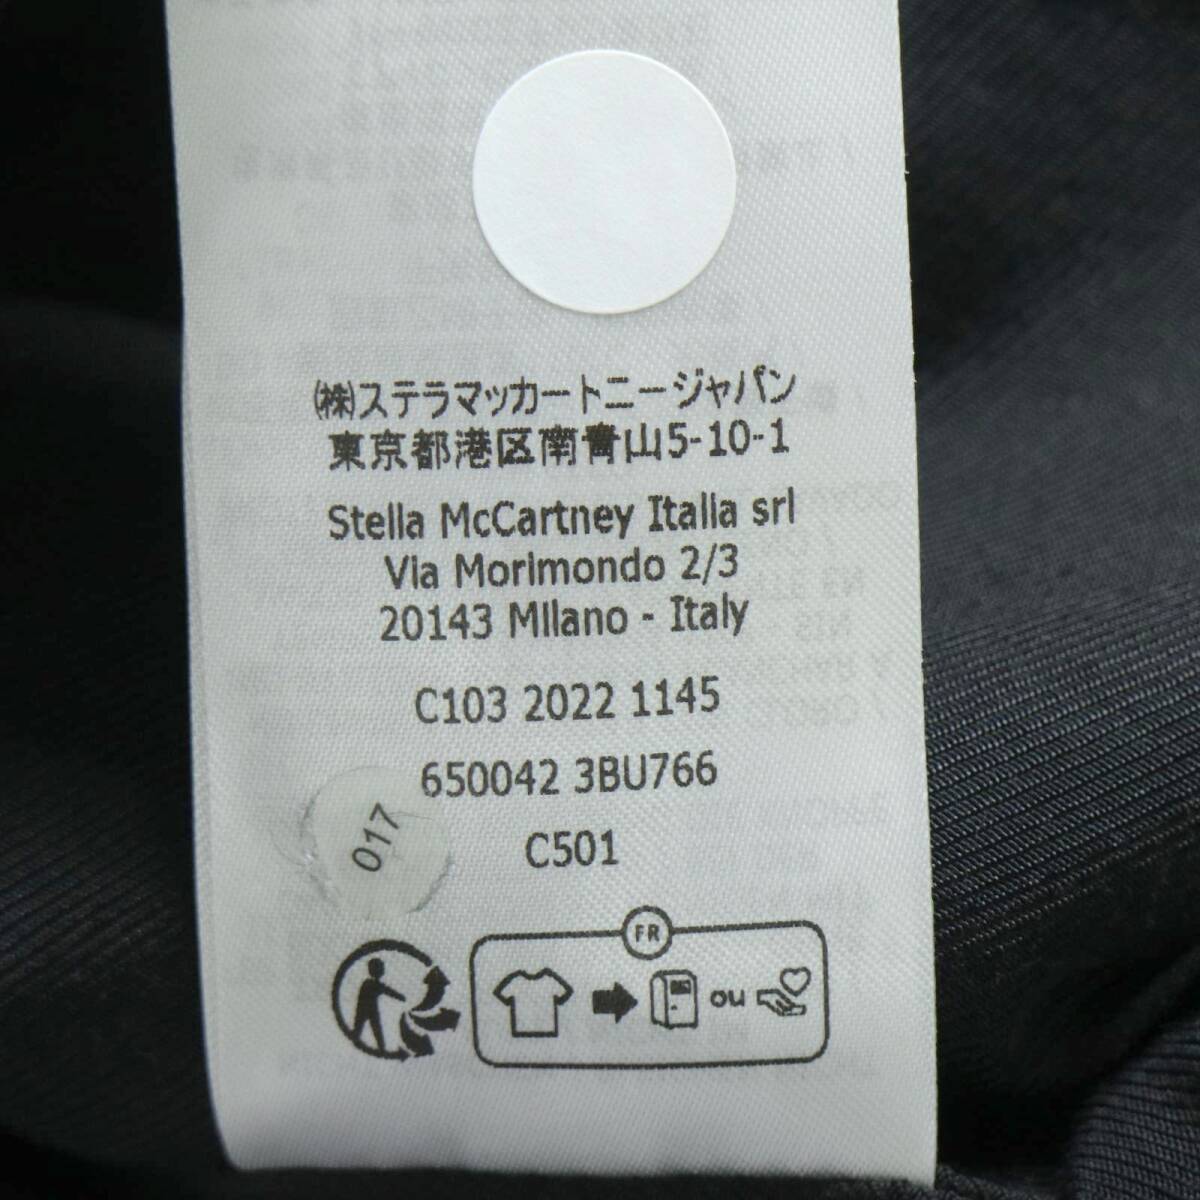 ㈱ステラマッカートニージャパン
東京都港区南青山5-10-1
Stella McCartney Italia srl
Via Morimondo 2/3
20143 Milano - Italy
C103 2022 1145
650042 3BU766
017
C501
FR
ou